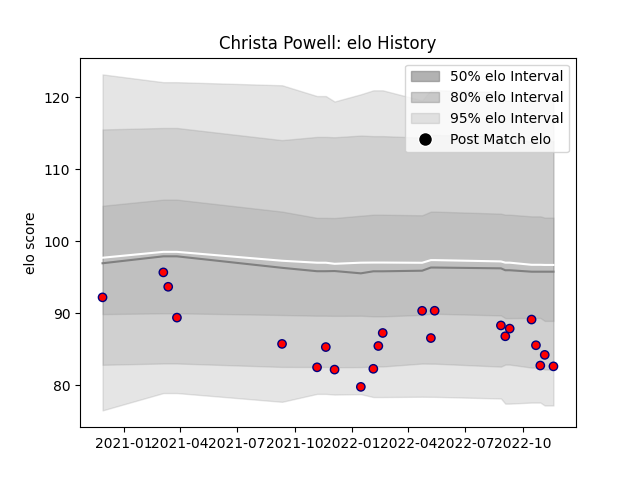 Christa Powell: elo History
50% elo Interval
80% elo Interval
95% elo Interval
Post Match elo
elo score
120
110
100
90
80
2021-01 2021-04 2021-07 2021-10 2022-01 2022-04 2022-07 2022-10